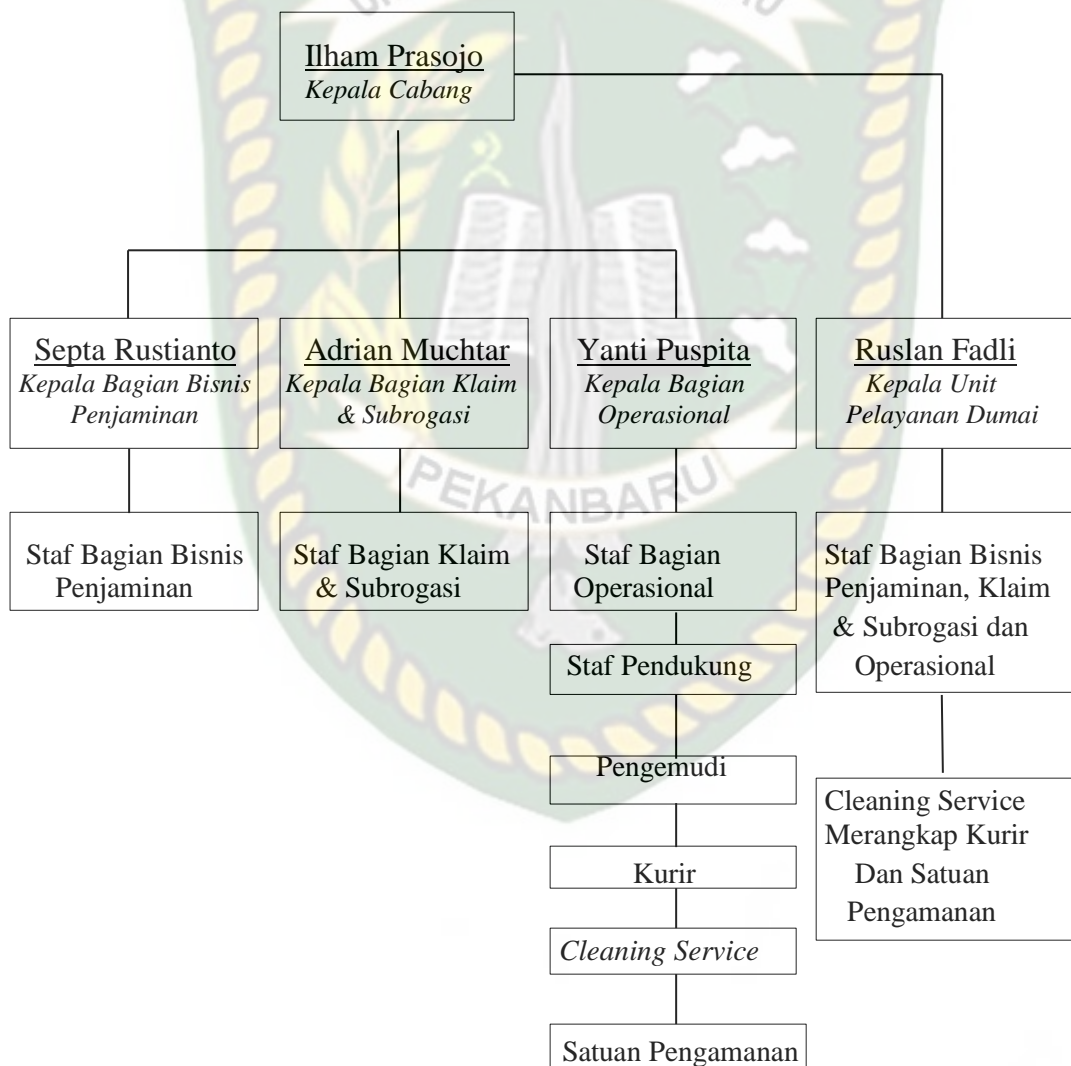 Ilham Prasojo
Kepala Cabang
Septa Rustianto
Kepala Bagian Bisnis
Penjaminan
Adrian Muchtar
Kepala Bagian Klaim
& Subrogasi
Yanti Puspita
Kepala Bagian
Operasional
Ruslan Fadli
Kepala Unit
Pelayanan Dumai
PEKANBARU
Staf Bagian Bisnis
Penjaminan
Staf Bagian Klaim
& Subrogasi
Staf Bagian
Operasional
Staf Bagian Bisnis
Penjaminan, Klaim
& Subrogasi dan
Operasional
Staf Pendukung
Pengemudi
Kurir
Cleaning Service
Satuan Pengamanan
Cleaning Service
Merangkap Kurir
Dan Satuan
Pengamanan